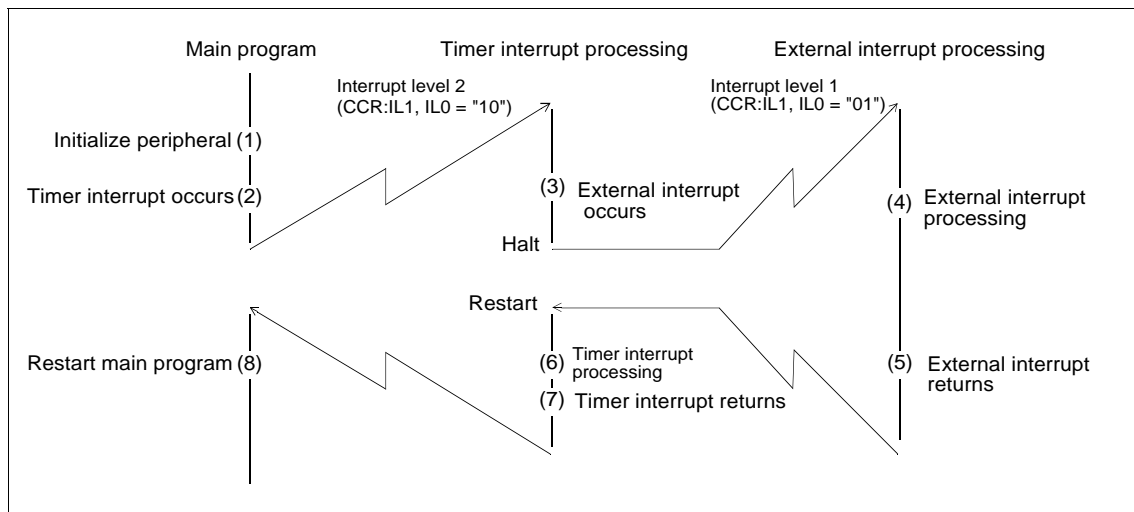 Main program
Timer interrupt processing
External interrupt processing
Interrupt level 2
(CCR:IL1, IL0 = "10")
Interrupt level 1
(CCR:IL1, IL0 = "01")
Initialize peripheral (1)
Timer interrupt occurs (2)
(3) External interrupt
occurs
(4) External interrupt
processing
Halt
Restart
Restart main program (8)
(6) Timer interrupt
processing
(7) Timer interrupt returns
(5) External interrupt
returns